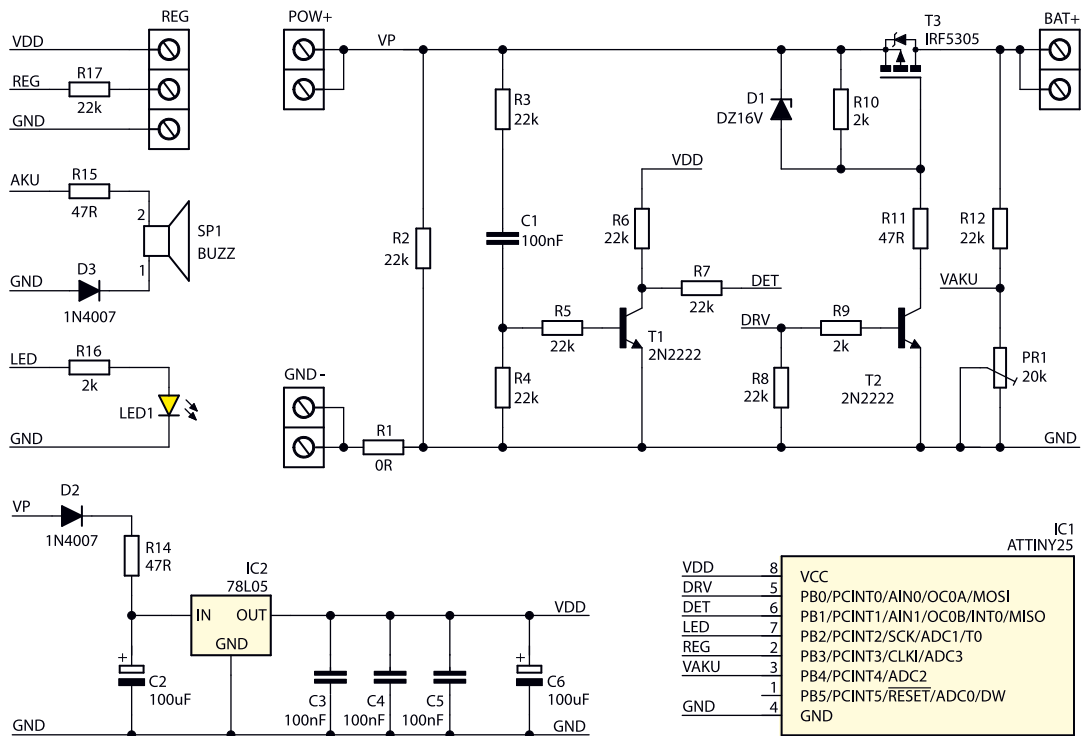 REG
VDD
REG
R17
22k
GND
AKU
R15
47R
2
SP1
BUZZ
1
GND
D3
1N4007
LED
R16
2k
LED1
GND
POW+
VP
R3
22k
R2
22k
C1
100nF
R5
22k
R4
22k
GND -
R1
0R
D1
DZ16V
R10
2k
T3
IRF5305
BAT+
VDD
R6
22k
R7
22k
DET
T1
2N2222
R11
47R
R12
22k
VAKU
DRV
R9
2k
R8
22k
T2
2N2222
PR1
20k
GND
VP
D2
1N4007
R14
47R
IC2
78L05
IN OUT
GND
VDD
+
C2
100uF
C3
100nF
C4
100nF
C5
100nF
+
C6
100uF
GND
GND
IC1
ATTINY25
VDD 8 VCC
DRV 5 PB0/PCINT0/AIN0/OC0A/MOSI
DET 6 PB1/PCINT1/AIN1/OC0B/INT0/MISO
LED 7 PB2/PCINT2/SCK/ADC1/T0
REG 2 PB3/PCINT3/CLKI/ADC3
VAKU 3 PB4/PCINT4/ADC2
1 PB5/PCINT5/RESET/ADC0/DW
GND 4 GND